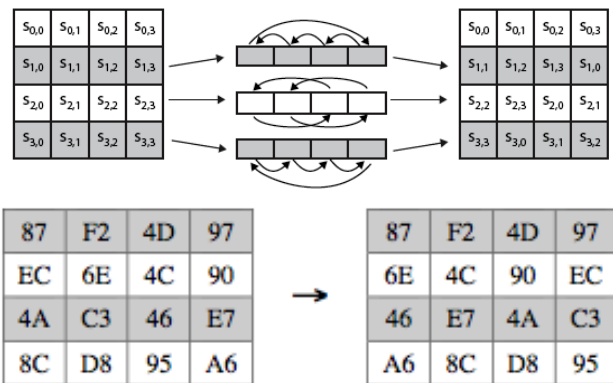 S0,0 S0,1 S0,2 S0,3 S0,0 S0,1 S0,2 S0,3
S1,0 S1,1 S1,2 S1,3 S1,1 S1,2 S1,3 S1,0
S2,0 S2,1 S2,2 S2,3 S2,2 S2,3 S2,0 S2,1
S3,0 S3,1 S3,2 S3,3 S3,3 S3,0 S3,1 S3,2
87 F2 4D 97 87 F2 4D 97
EC 6E 4C 90 6E 4C 90 EC
4A C3 46 E7 46 E7 4A C3
8C D8 95 A6 A6 8C D8 95